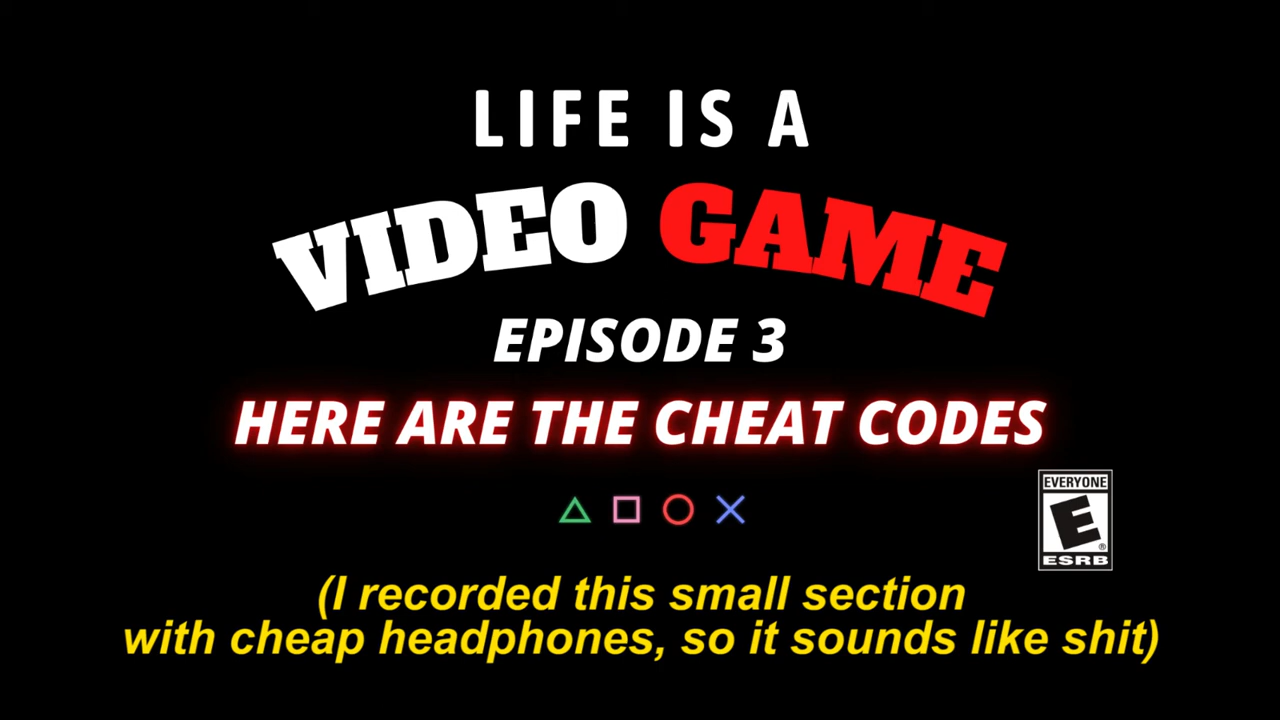 LIFE IS A
VIDEO GAME
EPISODE 3
HERE ARE THE CHEAT CODES
EVERYONE
E
®
ESRB
(I recorded this small section
with cheap headphones, so it sounds like shit)